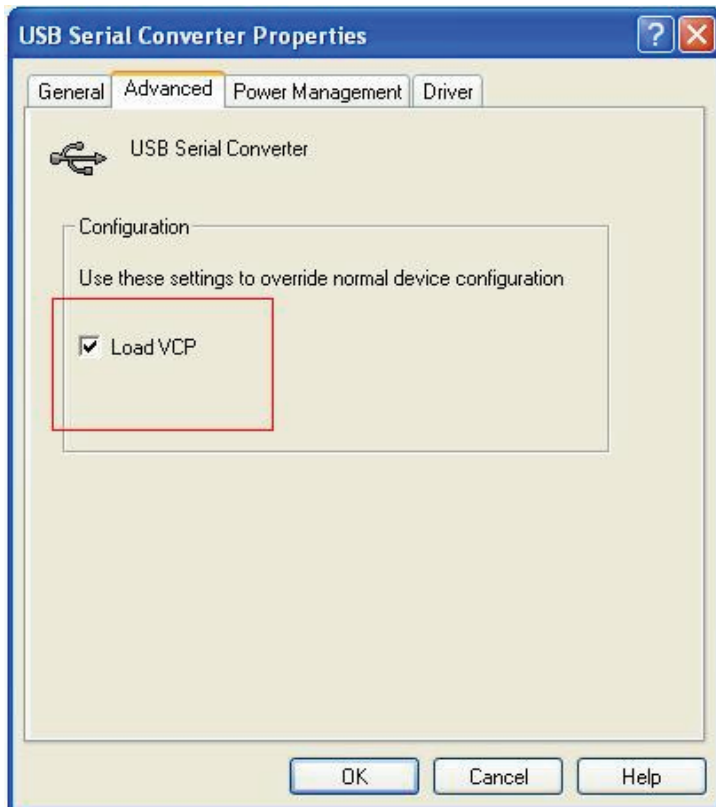 USB Serial Converter Properties
General Advanced Power Management Driver
USB Serial Converter
Configuration
Use these settings to override normal device configuration
Load VCP
OK Cancel Help